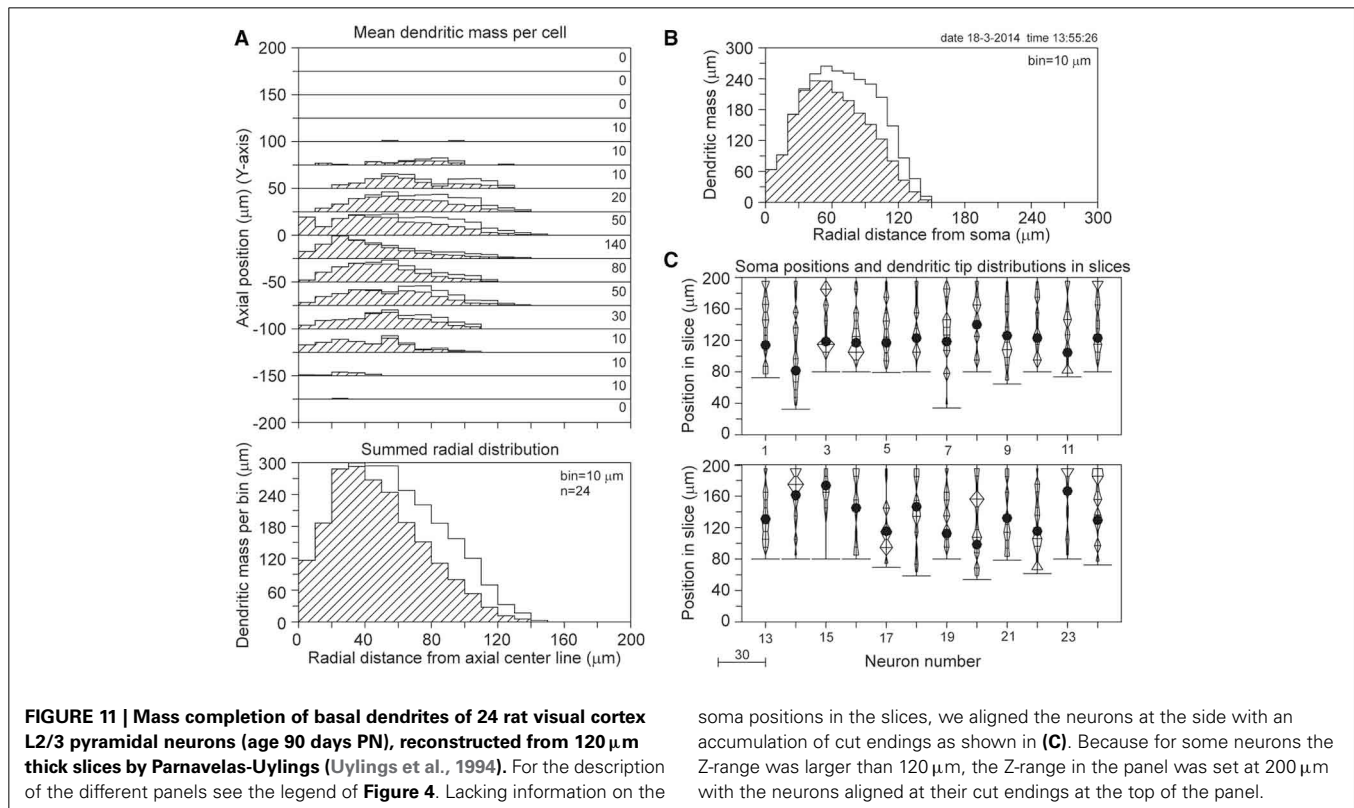 A
Mean dendritic mass per cell
200
150
100
50
0
-50
-100
-150
-200
Axial position (μm) (Y-axis)
0
0
0
10
10
10
20
50
140
80
50
30
10
10
10
0
Summed radial distribution
bin=10 μm
n=24
300
240
180
120
60
0
Dendritic mass per bin (μm)
0 40 80 120 160 200
Radial distance from axial center line (μm)
B
date 18-3-2014 time 13:55:26
bin=10 μm
300
240
180
120
60
0
Dendritic mass (μm)
0 60 120 180 240 300
Radial distance from soma (μm)
C
Soma positions and dendritic tip distributions in slices
200
160
120
80
40
0
Position in slice (μm)
1 3 5 7 9 11
200
160
120
80
40
0
Position in slice (μm)
13 15 17 19 21 23
30
Neuron number
FIGURE 11 | Mass completion of basal dendrites of 24 rat visual cortex
L2/3 pyramidal neurons (age 90 days PN), reconstructed from 120 μm
thick slices by Parnavelas-Uylings (Uylings et al., 1994). For the description
of the different panels see the legend of Figure 4. Lacking information on the
soma positions in the slices, we aligned the neurons at the side with an
accumulation of cut endings as shown in (C). Because for some neurons the
Z-range was larger than 120 μm, the Z-range in the panel was set at 200 μm
with the neurons aligned at their cut endings at the top of the panel.